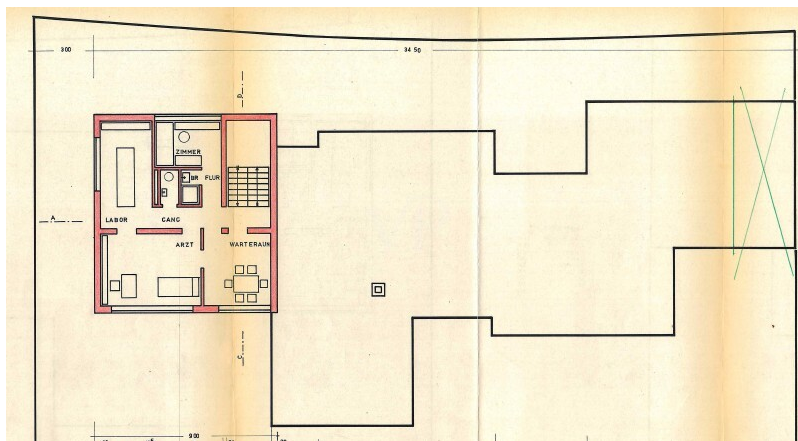 300
34 50
D
ZIMMER
BR
FLUR
A
LABOR
GANG
ARZT
WARTERAUM
C
900